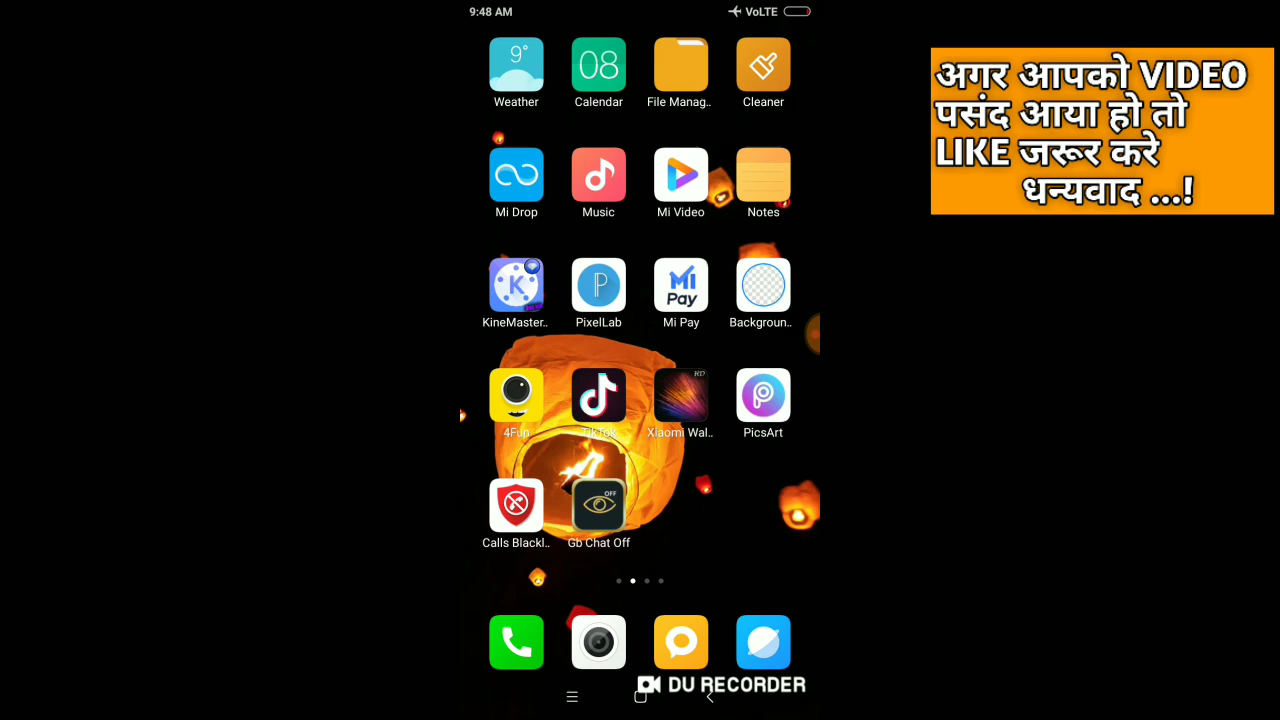 9:48 AM
VoLTE
अगर आपको VIDEO
पसंद आया हो तो
LIKE जरूर करे
धन्यवाद ...!
9°
08
Weather
Calendar
File Manag..
Cleaner
Mi Drop
Music
Mi Video
Notes
K
P
Mi
Pay
KineMaster..
PixelLab
Mi Pay
Backgroun..
HD
4Fun
TikTok
Xiaomi Wal..
PicsArt
OFF
Calls Blackl..
Gb Chat Off
DU RECORDER